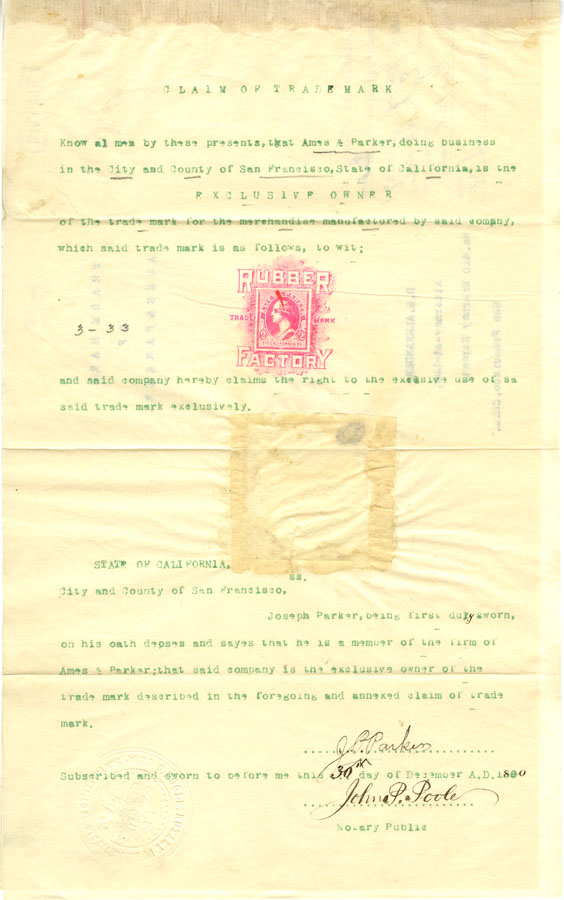 CLAIM OF TRADE MARK
Know al men by these presents, that Ames & Parker, doing business
in the City and County of San Francisco, State of California, is the
EXCLUSIVE OWNER
of the trade mark for the merchandise manufactured by said company,
which said trade mark is as follows, to wit;
RUBBER
TRADE MARK
FACTORY
3-33
and said company hereby claims the right to the excesive use of sa
said trade mark exclusively.
STATE OF CALIFORNIA,
ss.
City and County of San Francisco,
Joseph Parker, being first duly sworn,
on his oath depses and sayes that he is a member of the firm of
Ames & Parker; that said company is the exclusive owner of the
trade mark described in the foregoing and annexed claim of trade
mark.
J. Parker
Subscribed and sworn to before me this 30th day of December A.D. 1890
John P. Poole
Notary Public